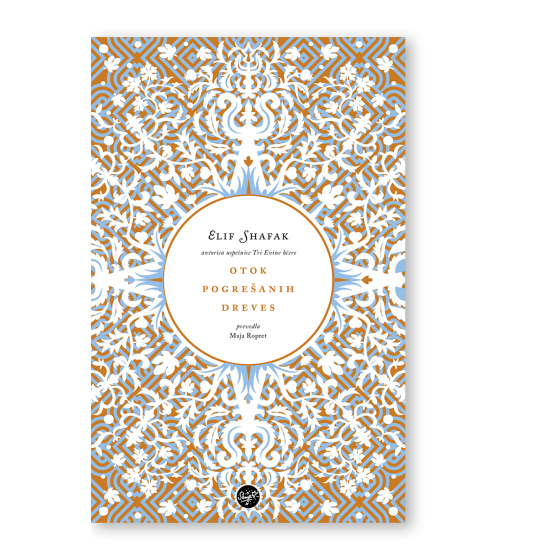 Elif Shafak
avtorica uspešnice Tri Evine hčere
OTOK
POGREŠANIH
DREVES
prevedla
Maja Ropret